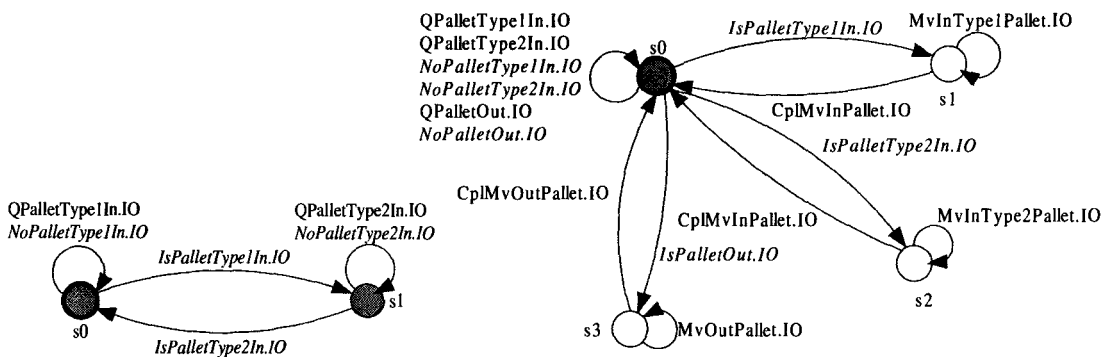 QPalletType1In.IO
QPalletType2In.IO
NoPalletType1In.IO
NoPalletType2In.IO
QPalletOut.IO
NoPalletOut.IO
s0
IsPalletType1In.IO
MvInType1Pallet.IO
s1
CplMvInPallet.IO
IsPalletType2In.IO
CplMvOutPallet.IO
CplMvInPallet.IO
IsPalletOut.IO
MvInType2Pallet.IO
s2
s3
MvOutPallet.IO
QPalletType1In.IO
NoPalletType1In.IO
QPalletType2In.IO
NoPalletType2In.IO
IsPalletType1In.IO
s0
s1
IsPalletType2In.IO